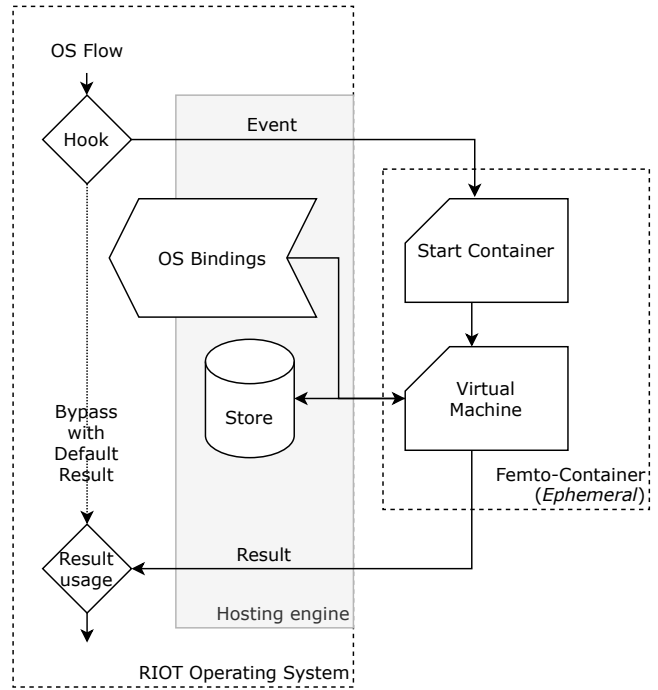 OS Flow
Hook
Event
OS Bindings
Start Container
Store
Virtual
Machine
Bypass
with
Default
Result
Femto-Container
(Ephemeral)
Result
usage
Result
Hosting engine
RIOT Operating System